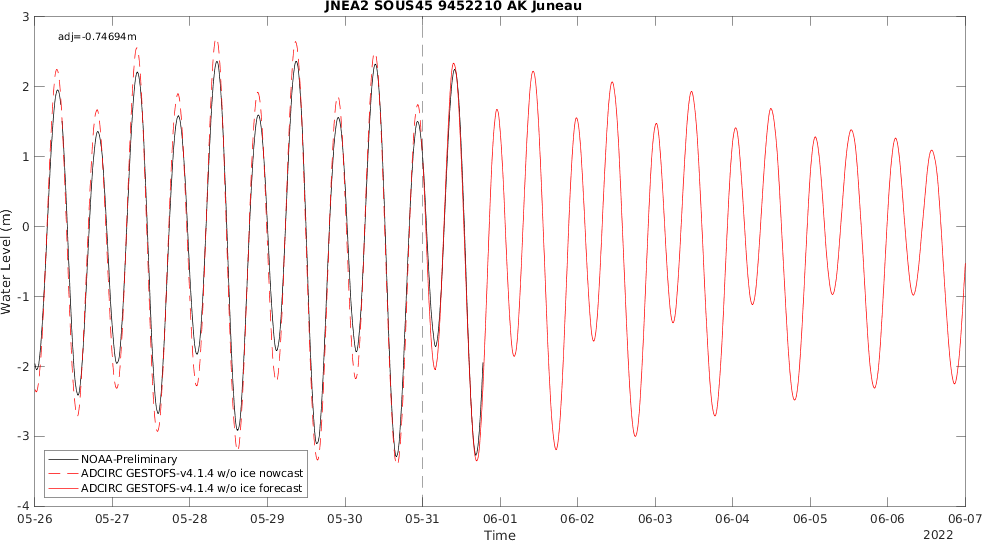 JNEA2 SOUS45 9452210 AK Juneau
adj=-0.74694m
3
2
1
0
-1
-2
-3
-4
Water Level (m)
NOAA-Preliminary
ADCIRC GESTOFS-v4.1.4 w/o ice nowcast
ADCIRC GESTOFS-v4.1.4 w/o ice forecast
05-26 05-27 05-28 05-29 05-30 05-31 06-01 06-02 06-03 06-04 06-05 06-06 06-07
Time
2022